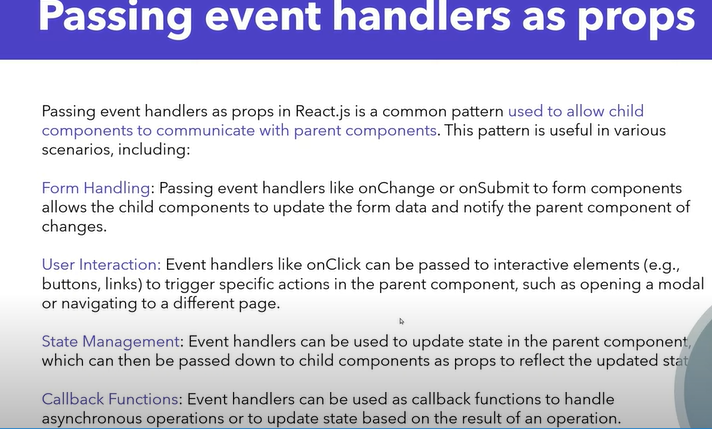 Passing event handlers as props
Passing event handlers as props in React.js is a common pattern used to allow child
components to communicate with parent components. This pattern is useful in various
scenarios, including:
Form Handling: Passing event handlers like onChange or onSubmit to form components
allows the child components to update the form data and notify the parent component of
changes.
User Interaction: Event handlers like onClick can be passed to interactive elements (e.g.,
buttons, links) to trigger specific actions in the parent component, such as opening a modal
or navigating to a different page.
State Management: Event handlers can be used to update state in the parent component,
which can then be passed down to child components as props to reflect the updated stat
Callback Functions: Event handlers can be used as callback functions to handle
asynchronous operations or to update state based on the result of an operation.